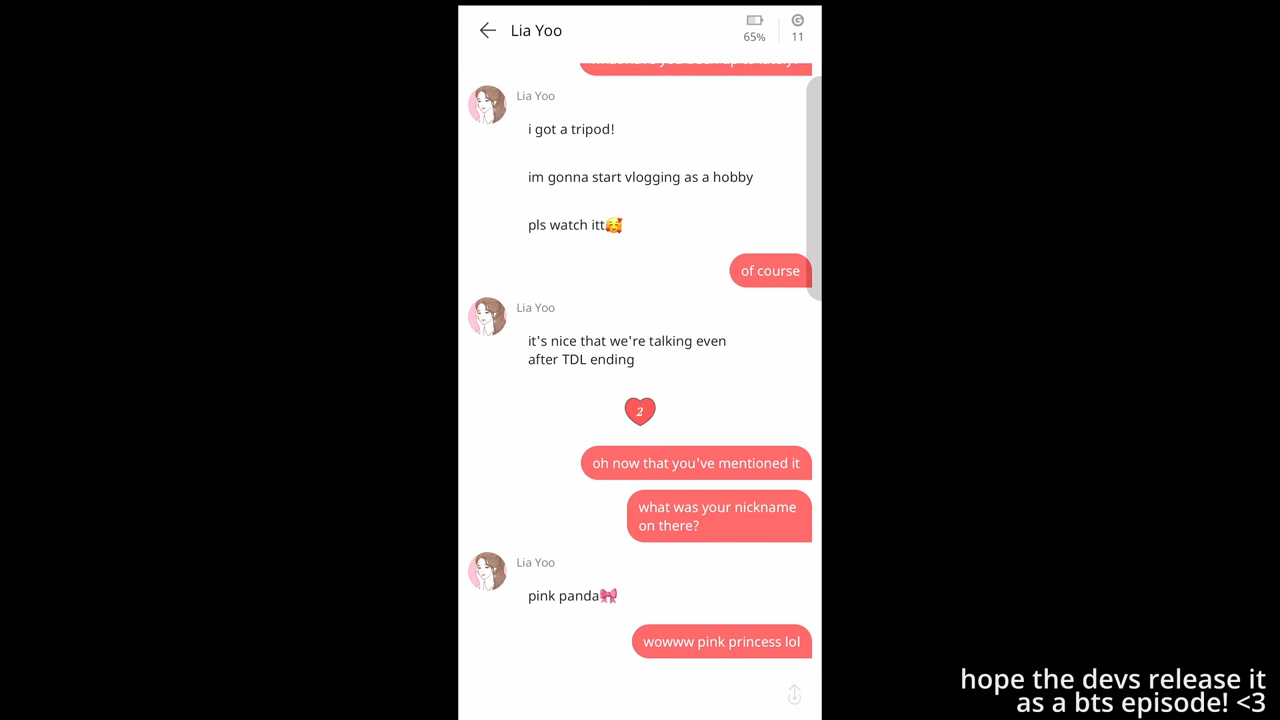 Lia Yoo
65%
11
Lia Yoo
i got a tripod!
im gonna start vlogging as a hobby
pls watch itt🥰
of course
Lia Yoo
it's nice that we're talking even
after TDL ending
2
oh now that you've mentioned it
what was your nickname
on there?
Lia Yoo
pink panda🎀
wowww pink princess lol
hope the devs release it
as a bts episode! <3